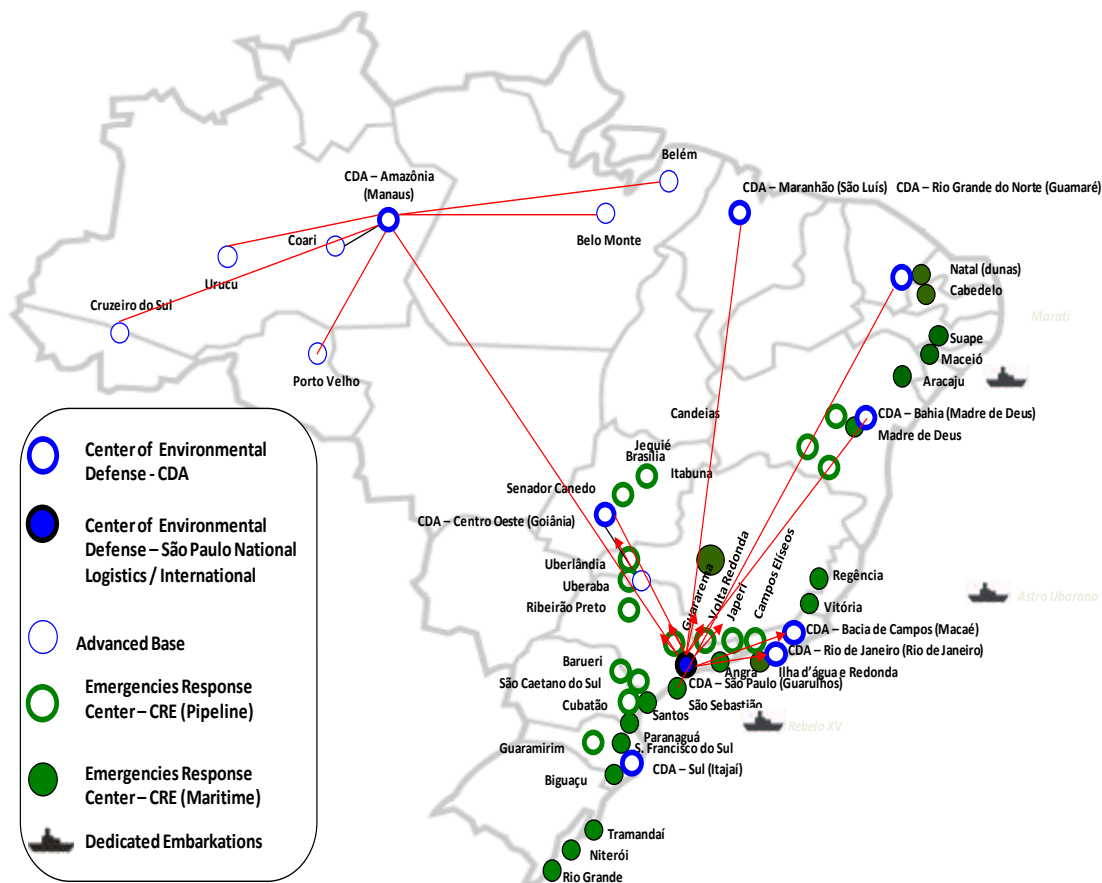 Belém
CDA – Amazônia
(Manaus)
CDA – Maranhão (São Luís)
CDA – Rio Grande do Norte (Guamaré)
Coari
Belo Monte
Urucu
Cruzeiro do Sul
Natal (dunas)
Cabedelo
Marati
Suape
Maceió
Aracaju
Porto Velho
Candeias
CDA – Bahia (Madre de Deus)
Madre de Deus
Jequié
Brasília
Itabuna
Senador Canedo
CDA – Centro Oeste (Goiânia)
Uberlândia
Uberaba
Ribeirão Preto
Guararema
Volta Redonda
Japeri
Campos Elíseos
Regência
Astro Ubarana
Vitória
CDA – Bacia de Campos (Macaé)
CDA – Rio de Janeiro (Rio de Janeiro)
Barueri
Angra
Ilha d'água e Redonda
São Caetano do Sul
CDA – São Paulo (Guarulhos)
Cubatão
São Sebastião
Santos
Rebelo XV
Paranaguá
Guaramirim
S. Francisco do Sul
CDA – Sul (Itajaí)
Biguaçu
Tramandaí
Niterói
Rio Grande
Center of Environmental
Defense - CDA
Center of Environmental
Defense – São Paulo National
Logistics / International
Advanced Base
Emergencies Response
Center – CRE (Pipeline)
Emergencies Response
Center – CRE (Maritime)
Dedicated Embarkations